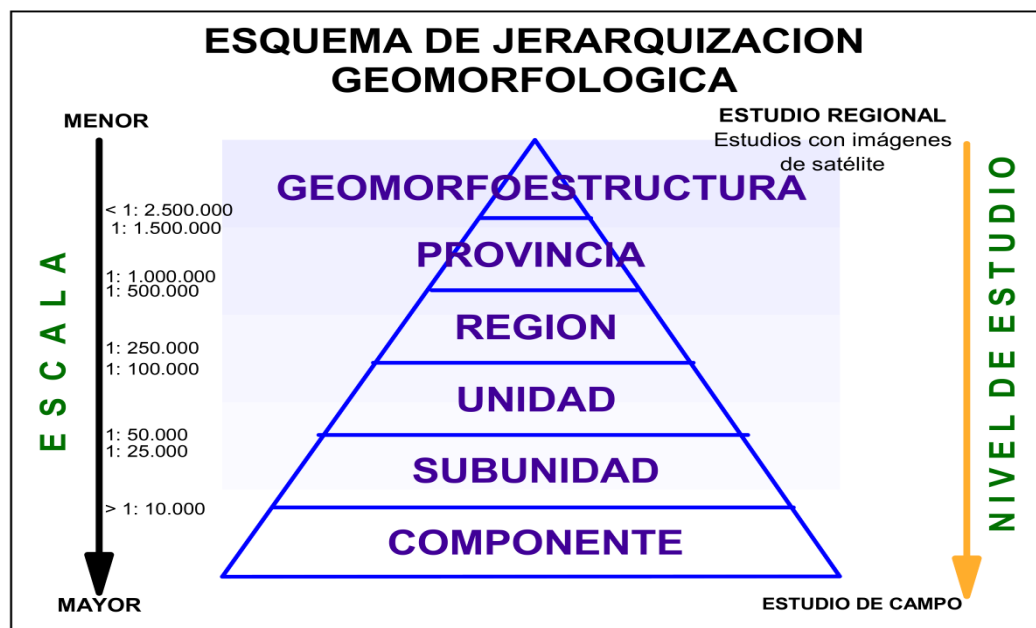 ESQUEMA DE JERARQUIZACION
GEOMORFOLOGICA
MENOR
ESTUDIO REGIONAL
Estudios con imágenes
de satélite
GEOMORFOESTRUCTURA
< 1: 2.500.000
1: 1.500.000
PROVINCIA
1: 1.000.000
1: 500.000
REGION
1: 250.000
1: 100.000
UNIDAD
1: 50.000
1: 25.000
SUBUNIDAD
> 1: 10.000
COMPONENTE
MAYOR
ESTUDIO DE CAMPO
ESCALA
NIVEL DE ESTUDIO